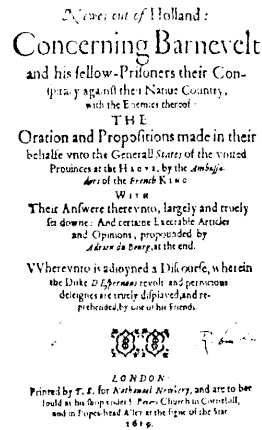 Newes out of Holland:
Concerning Barnevelt
and his fellow-Prisoners their Con-
spiracy against their Natiue Country,
with the Enemies thereof:
THE
Oration and Propositions made in their
behalfe vnto the Generall States of the vnited
Prouinces at the HAGVE, by the Ambassa-
dors of the French KING
WITH
Their Answere therevnto, largely and truely
set downe: And certaine Execrable Articles
and Opinions, propounded by
Adrian du Bourg, at the end.
VVherevnto is adioyned a Discourse, wherein
the Duke D'Espernons revolt and pernicious
deseignes are truely displayed, and re-
prehended, by one of his Friends.
LONDON:
Printed by T. S. for Nathanael Newbery, and are to bee
sould at his shop vnder S. Peters Church in Cornehill,
and in Popes-head Alley at the signe of the Star
1619.